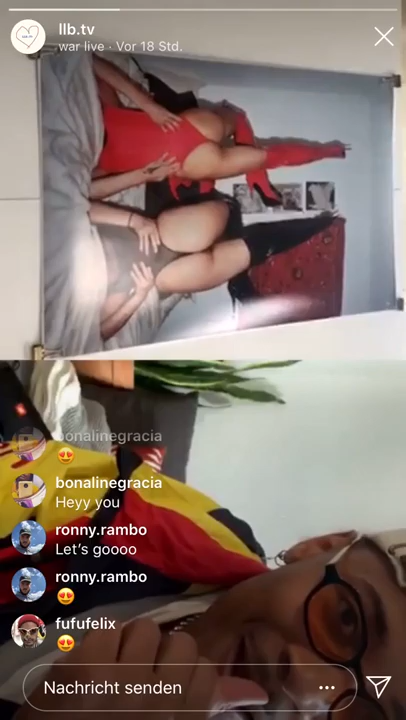 llb.tv
war live · Vor 18 Std.
bonalinegracia
😍
bonalinegracia
Heyy you
ronny.rambo
Let's goooo
ronny.rambo
😍
fufufelix
😍
Nachricht senden